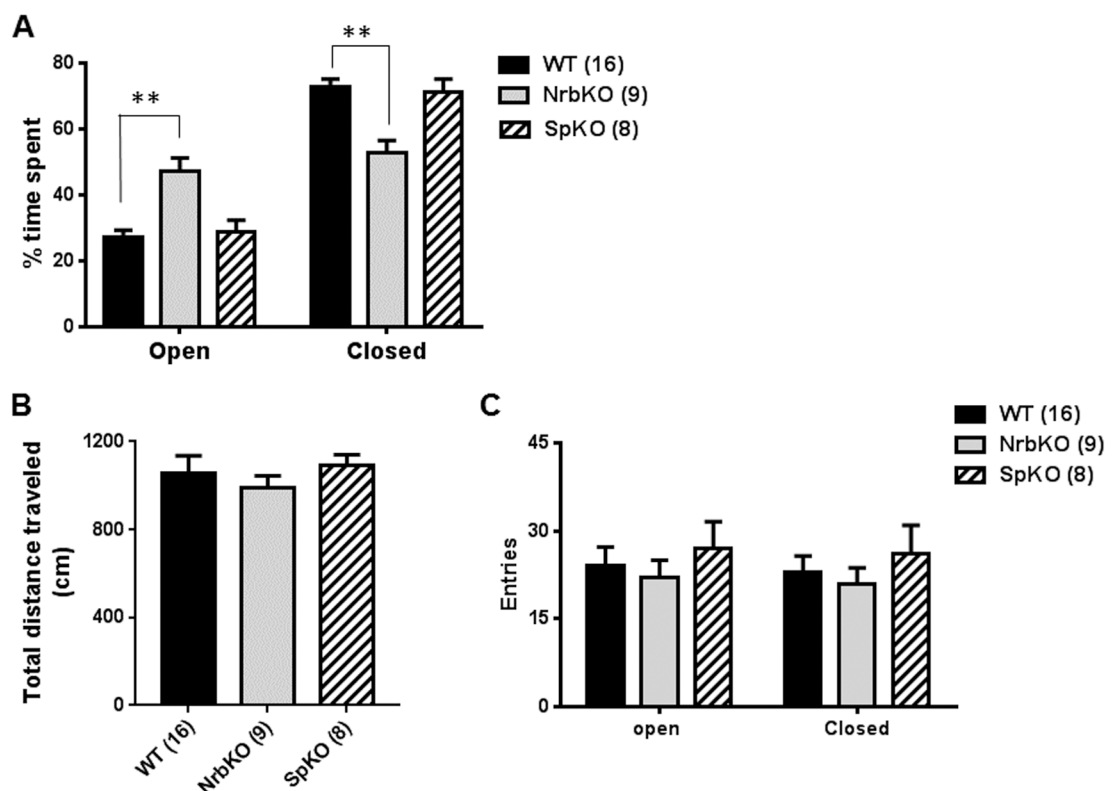 A
**
**
WT (16)
NrbKO (9)
SpKO (8)
% time spent
80
60
40
20
0
Open Closed
B
Total distance traveled
(cm)
1200
800
400
0
WT (16)
NrbKO (9)
SpKO (8)
C
WT (16)
NrbKO (9)
SpKO (8)
Entries
45
30
15
0
open Closed